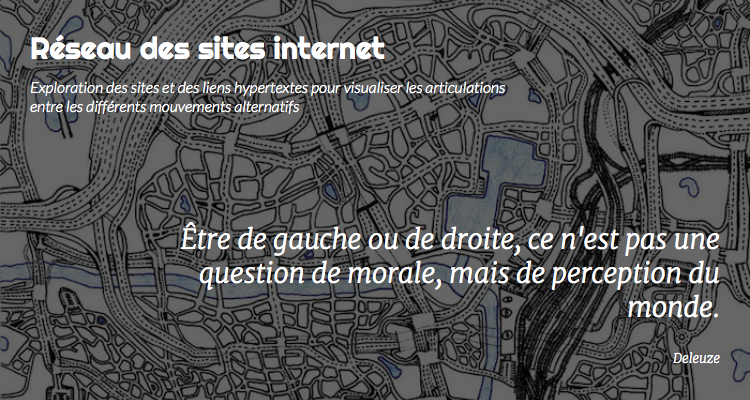 Réseau des sites internet
Exploration des sites et des liens hypertextes pour visualiser les articulations
entre les différents mouvements alternatifs
Être de gauche ou de droite, ce n'est pas une
question de morale, mais de perception du
monde.
Deleuze